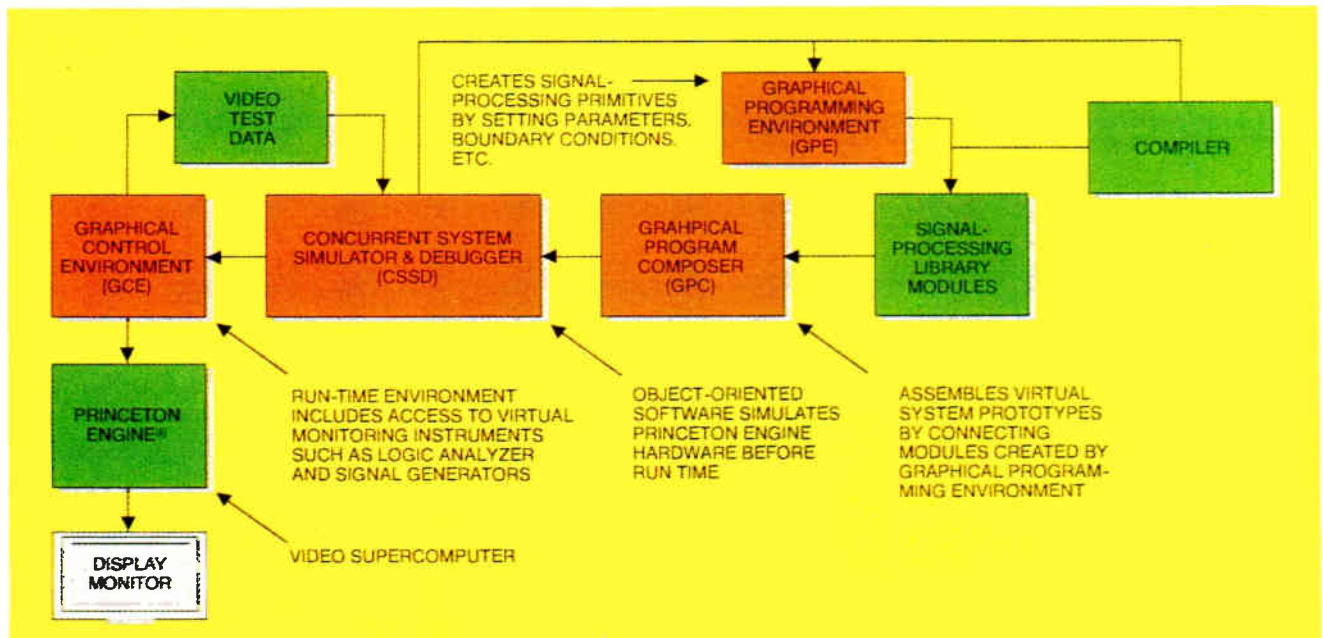 VIDEO
TEST
DATA
CREATES SIGNAL-
PROCESSING PRIMITIVES
BY SETTING PARAMETERS,
BOUNDARY CONDITIONS,
ETC.
GRAPHICAL
PROGRAMMING
ENVIRONMENT
(GPE)
COMPILER
GRAPHICAL
CONTROL
ENVIRONMENT
(GCE)
CONCURRENT SYSTEM
SIMULATOR & DEBUGGER
(CSSD)
GRAHPICAL
PROGRAM
COMPOSER
(GPC)
SIGNAL-
PROCESSING
LIBRARY
MODULES
PRINCETON
ENGINE®
RUN-TIME ENVIRONMENT
INCLUDES ACCESS TO VIRTUAL
MONITORING INSTRUMENTS
SUCH AS LOGIC ANALYZER
AND SIGNAL GENERATORS
OBJECT-ORIENTED
SOFTWARE SIMULATES
PRINCETON ENGINE
HARDWARE BEFORE
RUN TIME
ASSEMBLES VIRTUAL
SYSTEM PROTOTYPES
BY CONNECTING
MODULES CREATED BY
GRAPHICAL PROGRAM-
MING ENVIRONMENT
DISPLAY
MONITOR
VIDEO SUPERCOMPUTER